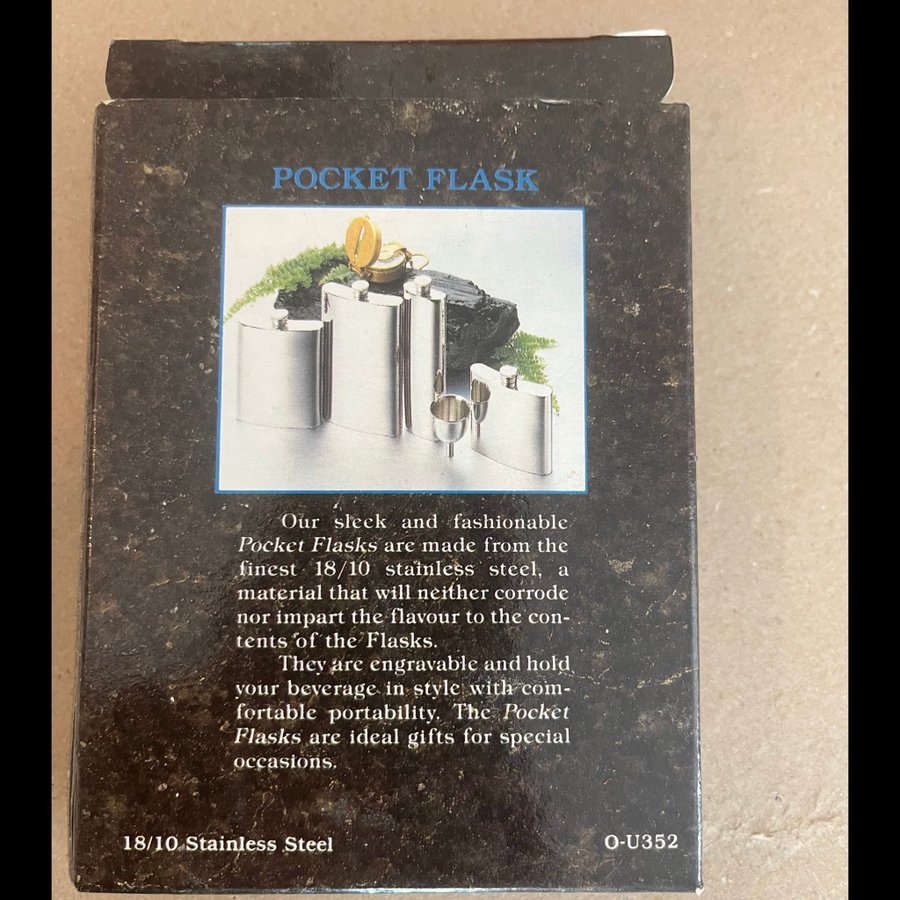 POCKET FLASK
Our sleek and fashionable
Pocket Flasks are made from the
finest 18/10 stainless steel, a
material that will neither corrode
nor impart the flavour to the con-
tents of the Flasks.
They are engravable and hold
your beverage in style with com-
fortable portability. The Pocket
Flasks are ideal gifts for special
occasions.
18/10 Stainless Steel
O-U352